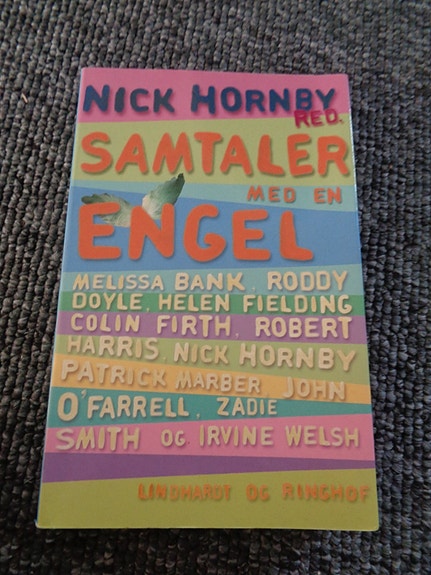 NICK HORNBY
RED.
SAMTALER
MED EN
ENGEL
MELISSA BANK, RODDY
DOYLE, HELEN FIELDING
COLIN FIRTH, ROBERT
HARRIS, NICK HORNBY
PATRICK MARBER, JOHN
O'FARRELL, ZADIE
SMITH OG IRVINE WELSH
LINDHARDT OG RINGHOF